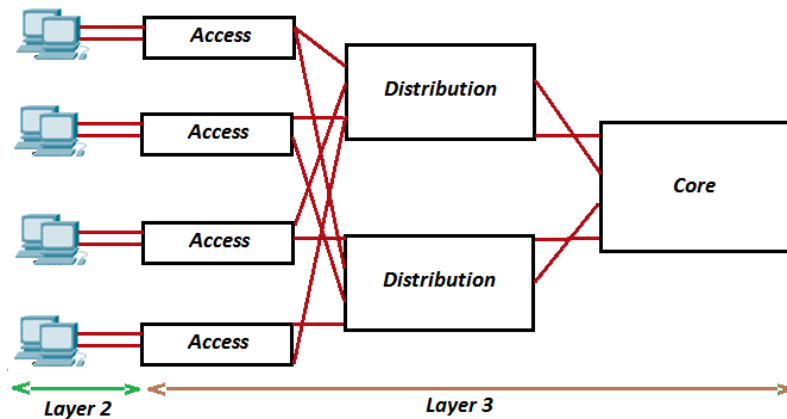 Access
Distribution
Access
Core
Access
Distribution
Access
Layer 2
Layer 3